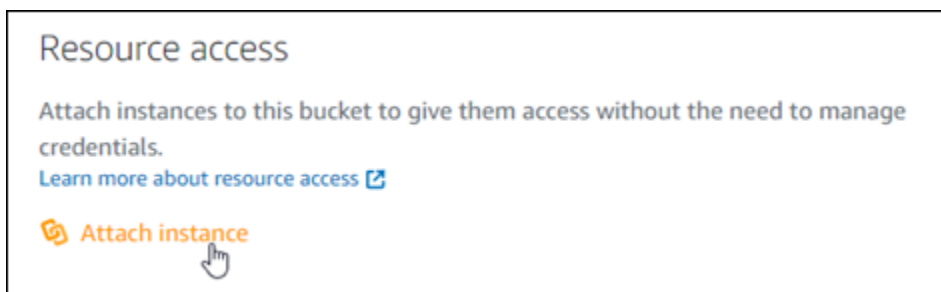 Resource access
Attach instances to this bucket to give them access without the need to manage
credentials.
Learn more about resource access
Attach instance